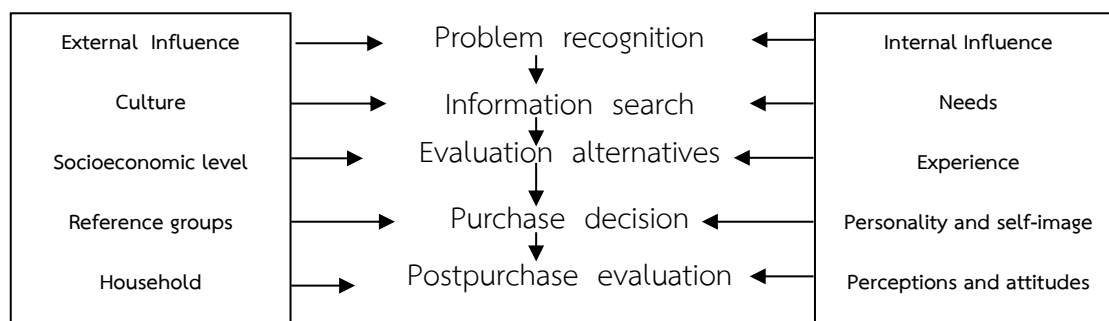 External Influence
Culture
Socioeconomic level
Reference groups
Household
Problem recognition
Information search
Evaluation alternatives
Purchase decision
Postpurchase evaluation
Internal Influence
Needs
Experience
Personality and self-image
Perceptions and attitudes